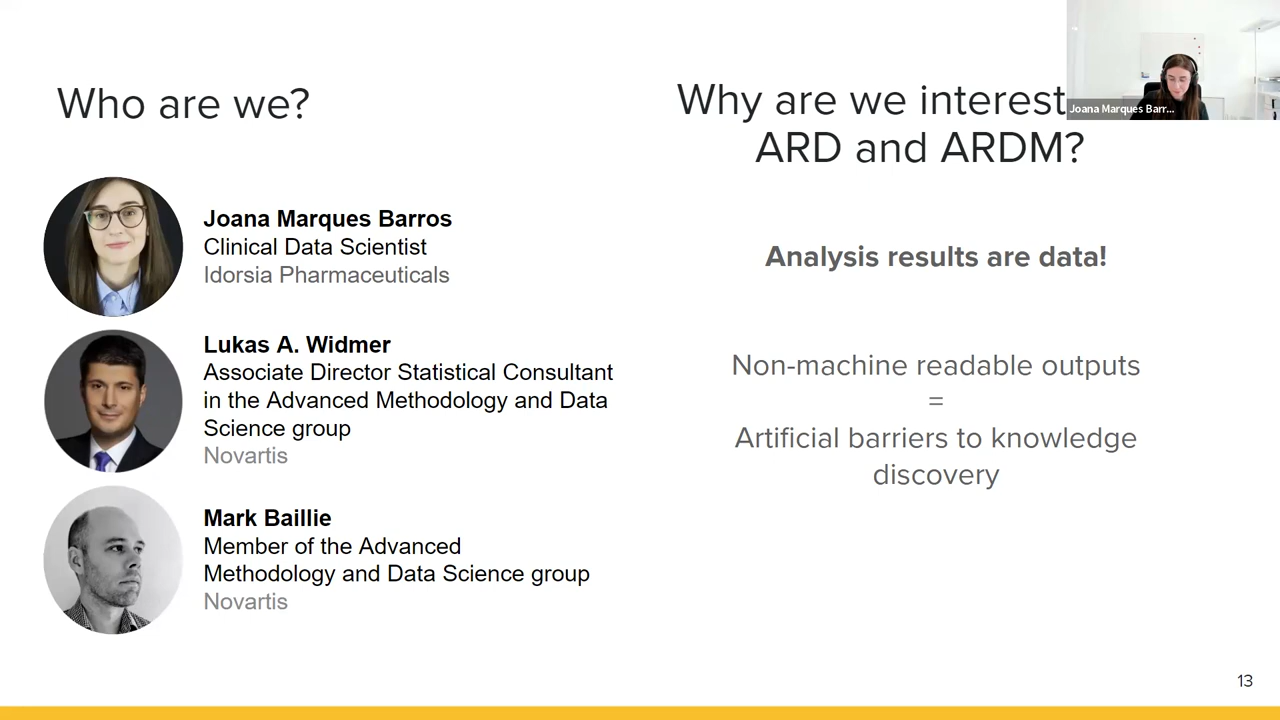 Who are we?
Joana Marques Barros
Clinical Data Scientist
Idorsia Pharmaceuticals
Lukas A. Widmer
Associate Director Statistical Consultant
in the Advanced Methodology and Data
Science group
Novartis
Mark Baillie
Member of the Advanced
Methodology and Data Science group
Novartis
Why are we interest
ARD and ARDM?
Analysis results are data!
Non-machine readable outputs
=
Artificial barriers to knowledge
discovery
Joana Marques Barr...
13